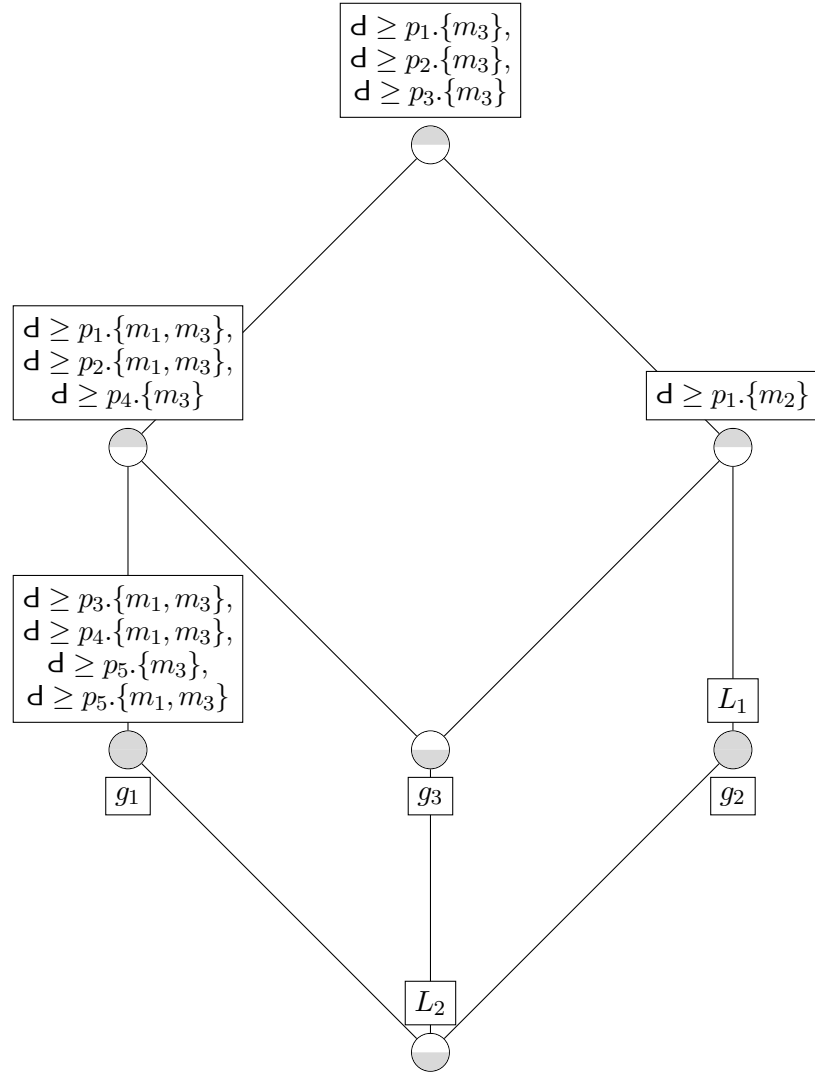 d ≥ p₁.{m₃},
d ≥ p₂.{m₃},
d ≥ p₃.{m₃}
d ≥ p₁.{m₁, m₃},
d ≥ p₂.{m₁, m₃},
d ≥ p₄.{m₃}
d ≥ p₁.{m₂}
d ≥ p₃.{m₁, m₃},
d ≥ p₄.{m₁, m₃},
d ≥ p₅.{m₃},
d ≥ p₅.{m₁, m₃}
L₁
g₁
g₃
g₂
L₂